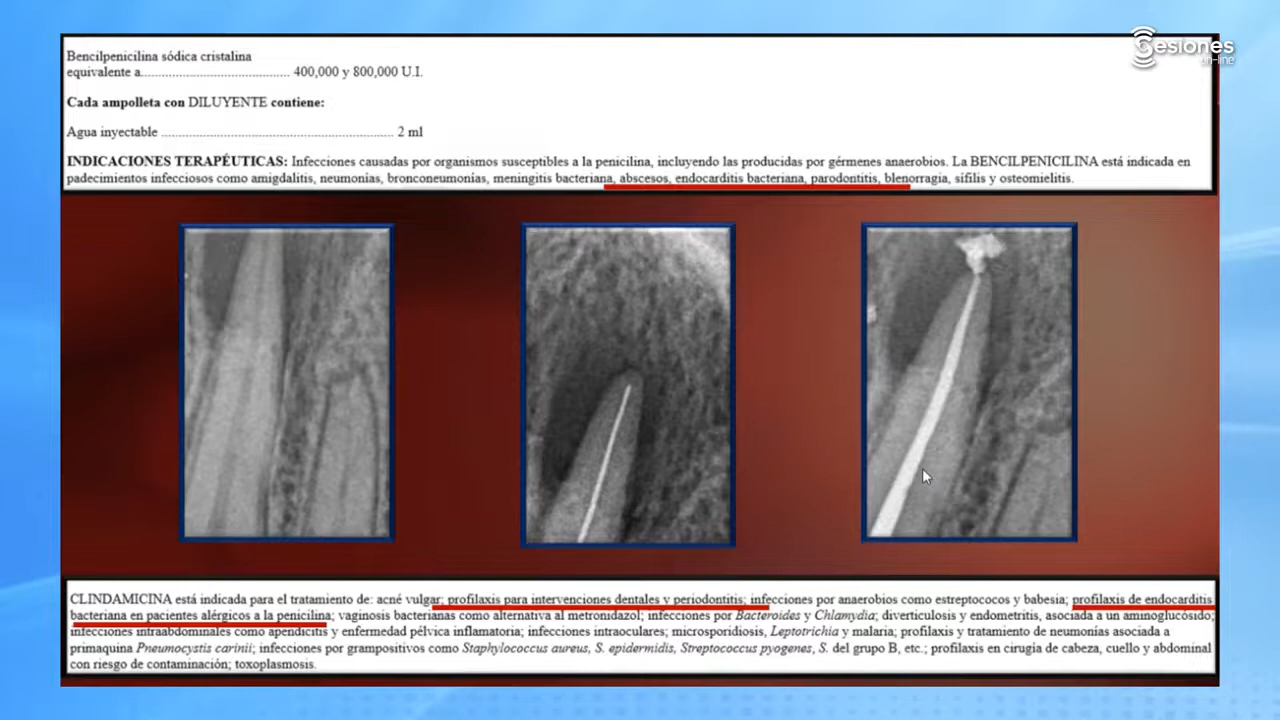 Sesiones
on-line
Bencilpenicilina sódica cristalina
equivalente a............................................. 400,000 y 800,000 U.I.
Cada ampolleta con DILUYENTE contiene:
Agua inyectable ...................................................................... 2 ml
INDICACIONES TERAPÉUTICAS: Infecciones causadas por organismos susceptibles a la penicilina, incluyendo las producidas por gérmenes anaerobios. La BENCILPENICILINA está indicada en
padecimientos infecciosos como amigdalitis, neumonías, bronconeumonías, meningitis bacteriana, abscesos, endocarditis bacteriana, parodontitis, blenorragia, sífilis y osteomielitis.
CLINDAMICINA está indicada para el tratamiento de: acné vulgar; profilaxis para intervenciones dentales y periodontitis; infecciones por anaerobios como estreptococos y babesia; profilaxis de endocarditis
bacteriana en pacientes alérgicos a la penicilina; vaginosis bacterianas como alternativa al metronidazol; infecciones por Bacteroides y Chlamydia; diverticulosis y endometritis, asociada a un aminoglucósido;
infecciones intraabdominales como apendicitis y enfermedad pélvica inflamatoria; infecciones intraoculares; microsporidiosis, Leptotrichia y malaria; profilaxis y tratamiento de neumonías asociada a
primaquina Pneumocystis carinii; infecciones por grampositivos como Staphylococcus aureus, S. epidermidis, Streptococcus pyogenes, S. del grupo B, etc.; profilaxis en cirugía de cabeza, cuello y abdominal
con riesgo de contaminación; toxoplasmosis.